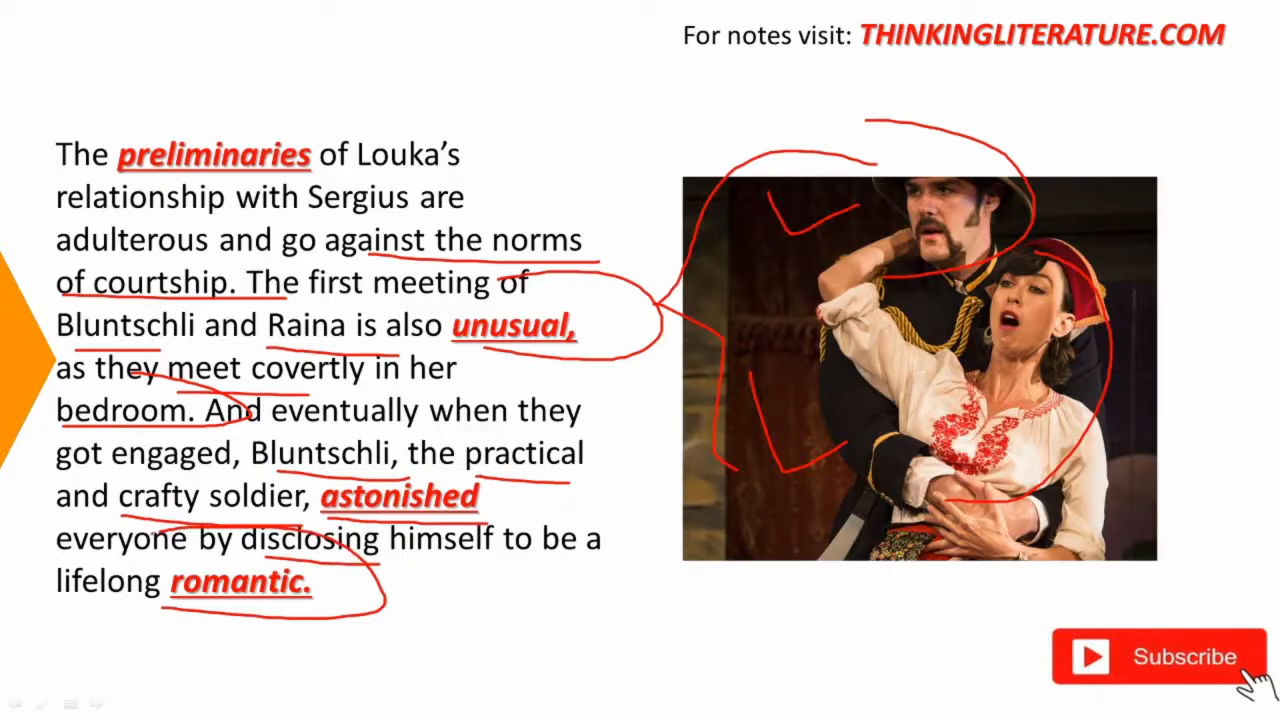 For notes visit: THINKINGLITERATURE.COM
The preliminaries of Louka’s
relationship with Sergius are
adulterous and go against the norms
of courtship. The first meeting of
Bluntschli and Raina is also unusual,
as they meet covertly in her
bedroom. And eventually when they
got engaged, Bluntschli, the practical
and crafty soldier, astonished
everyone by disclosing himself to be a
lifelong romantic.
Subscribe